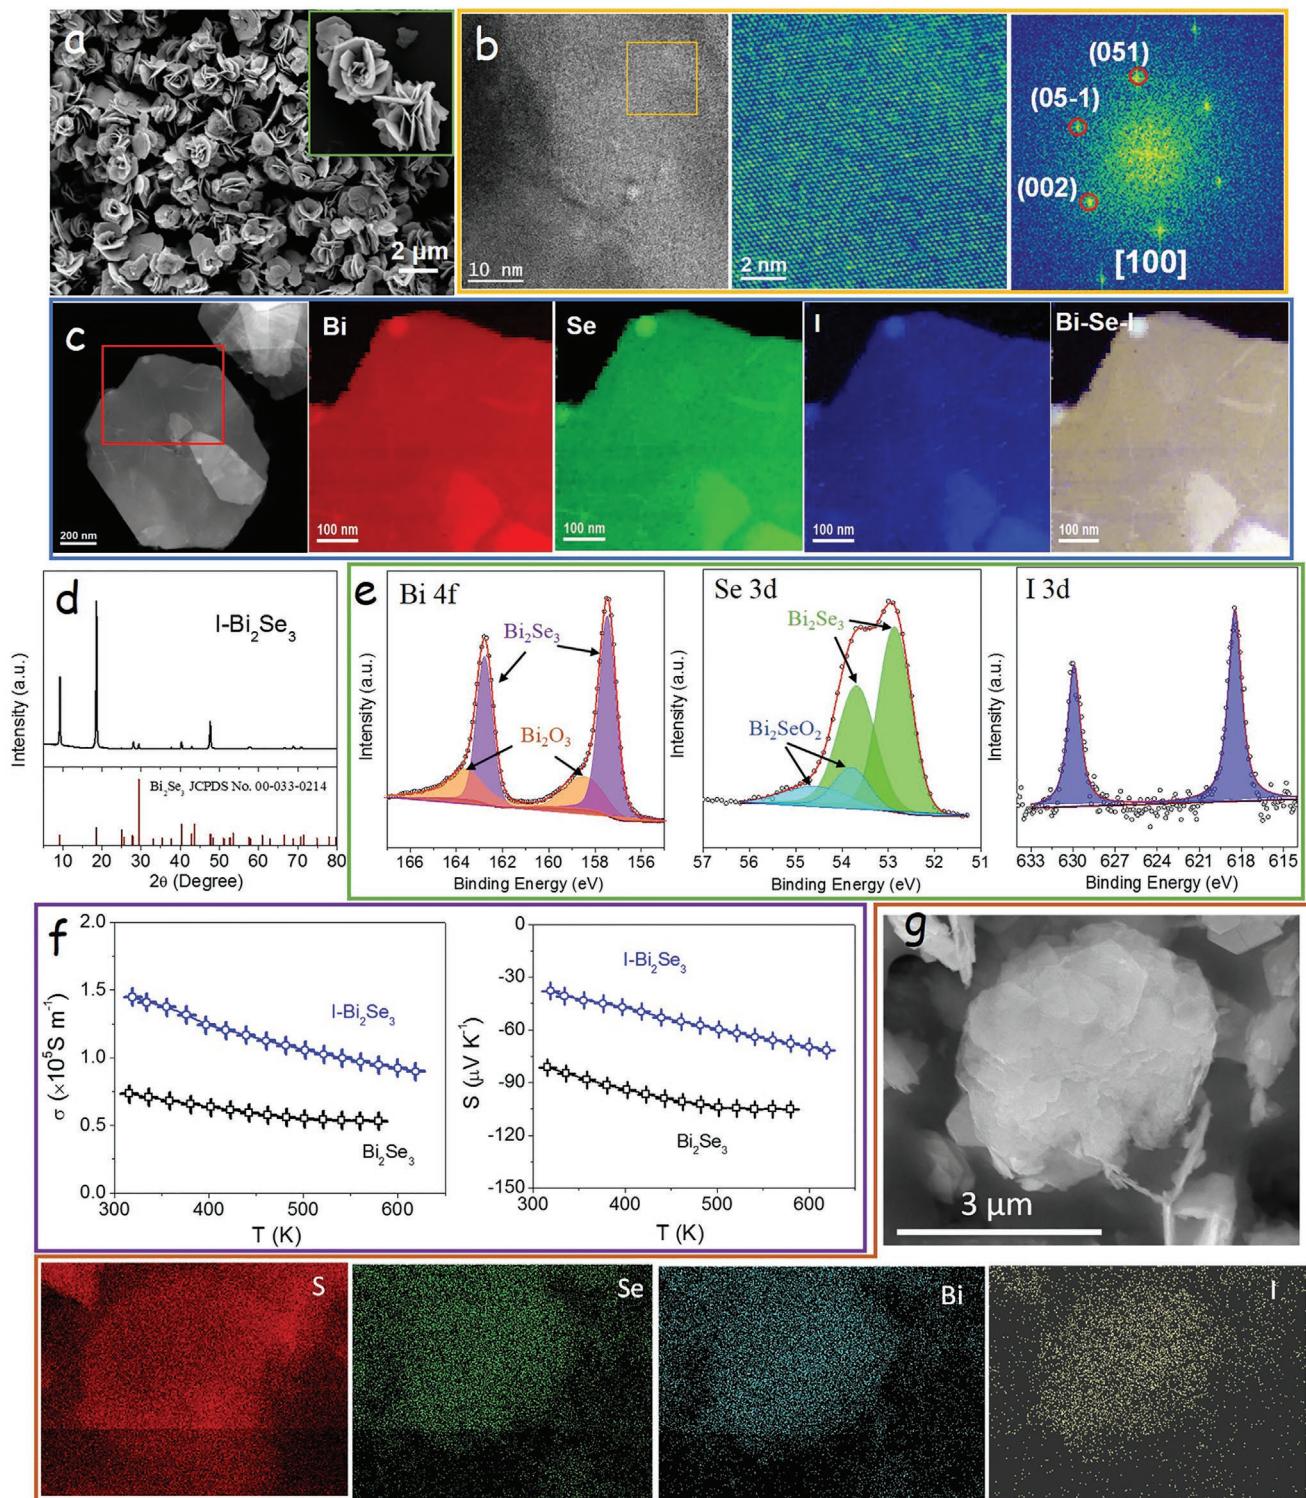 a
2 µm
b
10 nm
2 nm
(051)
(05-1)
(002)
[100]
c
200 nm
Bi
100 nm
Se
100 nm
I
100 nm
Bi-Se-I
100 nm
d
I-Bi₂Se₃
Intensity (a.u.)
Bi₂Se₃ JCPDS No. 00-033-0214
10 20 30 40 50 60 70 80
2θ (Degree)
e
Bi 4f
Bi₂Se₃
Bi₂O₃
Intensity (a.u.)
166 164 162 160 158 156
Binding Energy (eV)
Se 3d
Bi₂Se₃
Bi₂SeO₂
Intensity (a.u.)
57 56 55 54 53 52 51
Binding Energy (eV)
I 3d
Intensity (a.u.)
633 630 627 624 621 618 614
Binding Energy (eV)
f
2.0
1.5
1.0
0.5
0.0
σ (×10⁵S m⁻¹)
I-Bi₂Se₃
Bi₂Se₃
300 400 500 600
T (K)
0
-30
-60
-90
-120
-150
S (µV K⁻¹)
I-Bi₂Se₃
Bi₂Se₃
300 400 500 600
T (K)
g
3 µm
S
Se
Bi
I